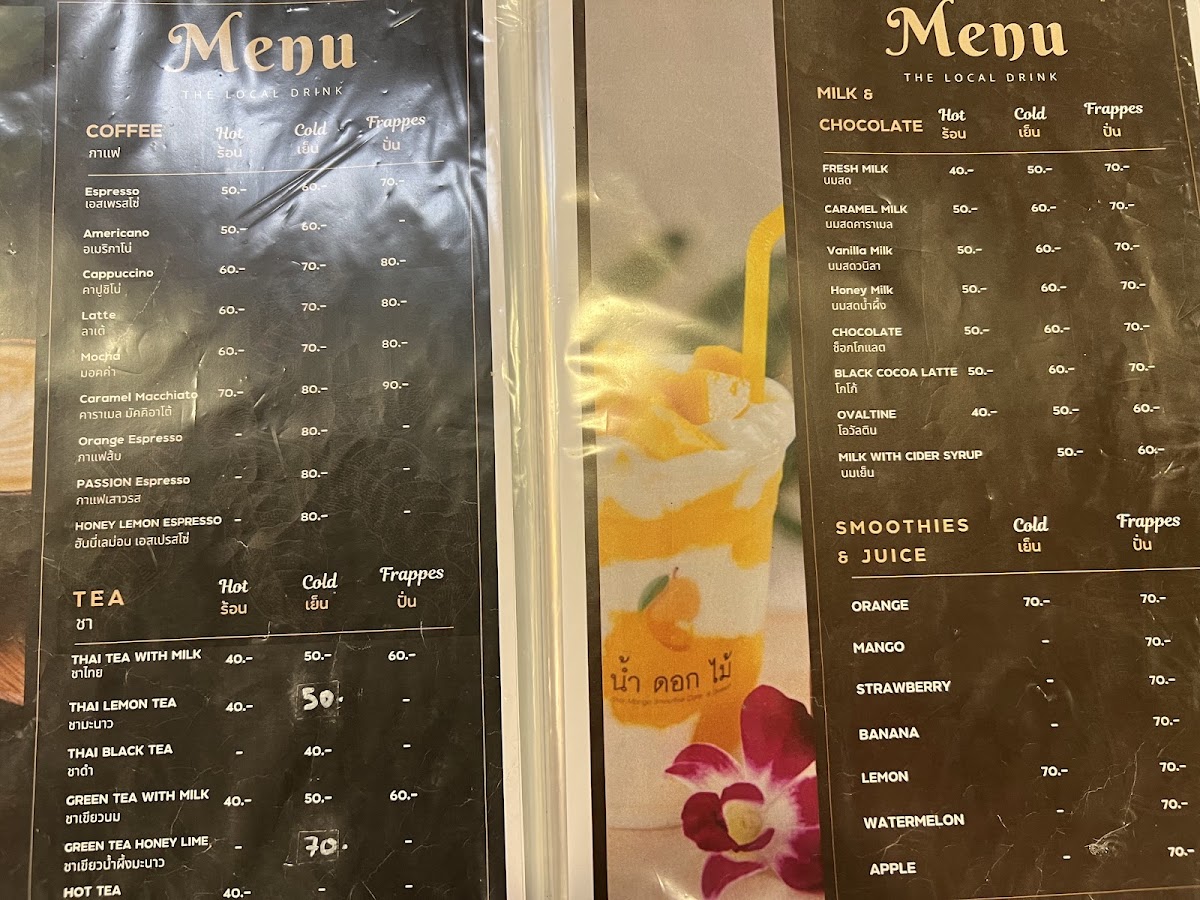 Menu
THE LOCAL DRINK
COFFEE Hot Cold Frappes
กาแฟ ร้อน เย็น ปั่น
Espresso 50.- 60.- 70.-
เอสเพรสโซ่
Americano 50.- 60.- -
อเมริกาโน่
Cappuccino 60.- 70.- 80.-
คาปูชิโน่
Latte 60.- 70.- 80.-
ลาเต้
Mocha 60.- 70.- 80.-
มอคค่า
Caramel Macchiato 70.- 80.- 90.-
คาราเมล มัคคิอาโต้
Orange Espresso - 80.- -
กาแฟส้ม
PASSION Espresso - 80.- -
กาแฟเสาวรส
HONEY LEMON ESPRESSO - 80.- -
ฮันนี่เลม่อน เอสเปรสโซ่
TEA Hot Cold Frappes
ชา ร้อน เย็น ปั่น
THAI TEA WITH MILK 40.- 50.- 60.-
ชาไทย
THAI LEMON TEA 40.- 50.- -
ชามะนาว
THAI BLACK TEA - 40.- -
ชาดำ
GREEN TEA WITH MILK 40.- 50.- 60.-
ชาเขียวนม
GREEN TEA HONEY LIME, - 70.- -
ชาเขียวน้ำผึ้งมะนาว
HOT TEA 40.- - -
น้ำ ดอก ไม้
Menu
THE LOCAL DRINK
MILK &
CHOCOLATE Hot Cold Frappes
ร้อน เย็น ปั่น
FRESH MILK 40.- 50.- 70.-
นมสด
CARAMEL MILK 50.- 60.- 70.-
นมสดคาราเมล
Vanilla Milk 50.- 60.- 70.-
นมสดวนิลา
Honey Milk 50.- 60.- 70.-
นมสดน้ำผึ้ง
CHOCOLATE 50.- 60.- 70.-
ช็อกโกแลต
BLACK COCOA LATTE 50.- 60.- 70.-
โกโก้
OVALTINE 40.- 50.- 60.-
โอวัลติน
MILK WITH CIDER SYRUP 50.- 60.-
นมเย็น
SMOOTHIES Cold Frappes
& JUICE เย็น ปั่น
ORANGE 70.- 70.-
MANGO - 70.-
STRAWBERRY - 70.-
BANANA - 70.-
LEMON 70.- 70.-
WATERMELON - 70.-
APPLE - 70.-